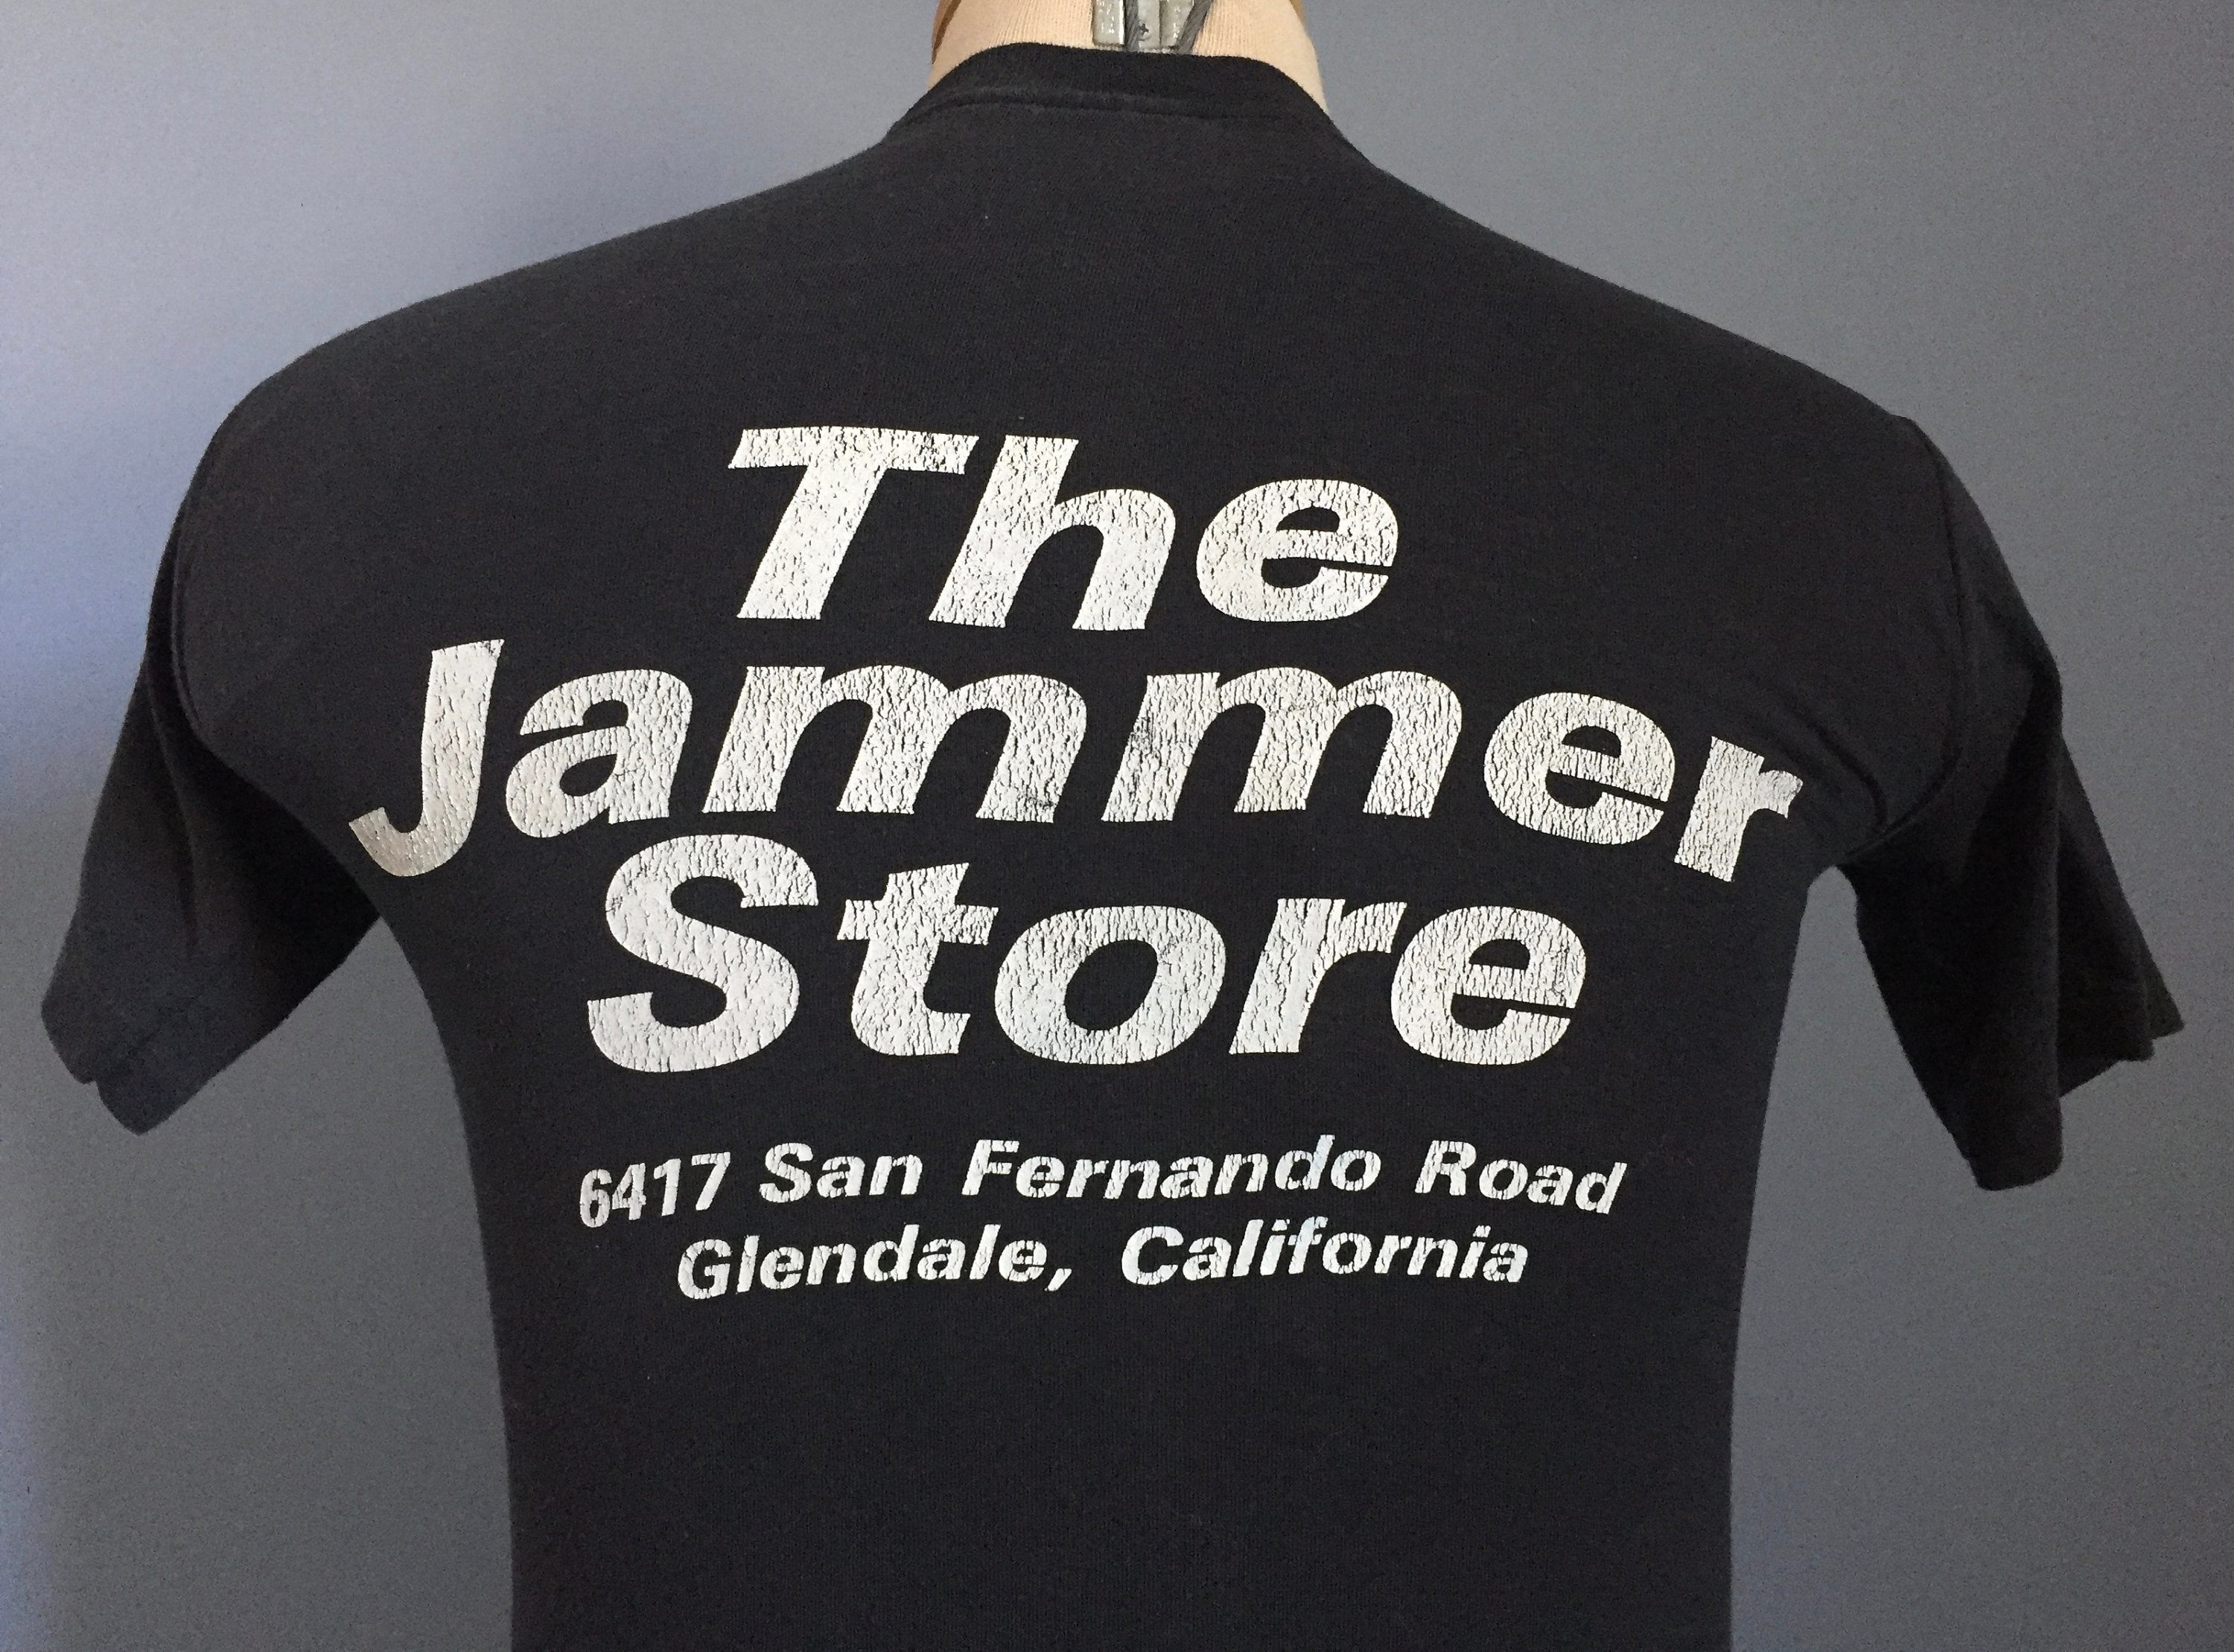 The
Jammer
Store
6417 San Fernando Road
Glendale, California